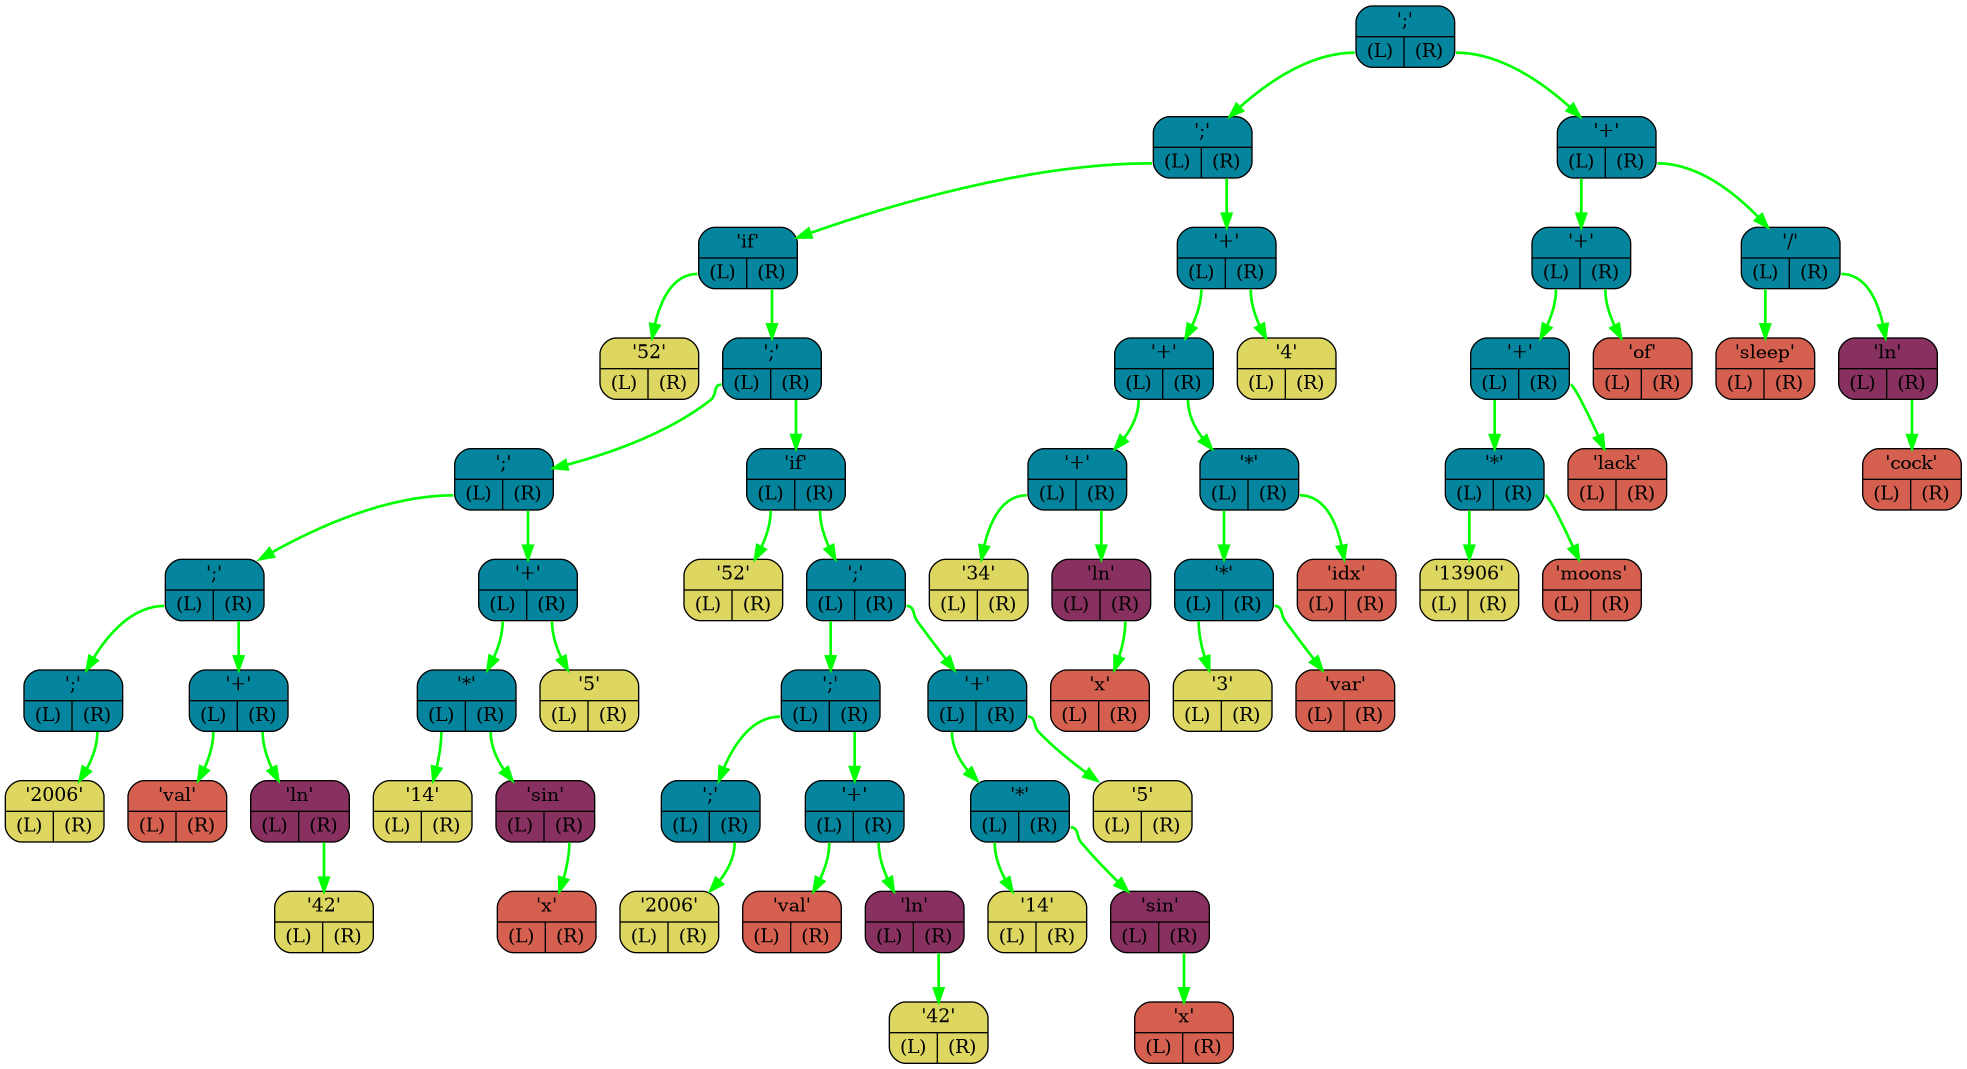 ';'
(L) (R)
';'
(L) (R)
'+'
(L) (R)
'if'
(L) (R)
'+'
(L) (R)
'+'
(L) (R)
'/'
(L) (R)
'52'
(L) (R)
';'
(L) (R)
'+'
(L) (R)
'4'
(L) (R)
'+'
(L) (R)
'of'
(L) (R)
'sleep'
(L) (R)
'ln'
(L) (R)
';'
(L) (R)
'if'
(L) (R)
'+'
(L) (R)
'*'
(L) (R)
'*'
(L) (R)
'lack'
(L) (R)
'cock'
(L) (R)
';'
(L) (R)
'+'
(L) (R)
'52'
(L) (R)
';'
(L) (R)
'34'
(L) (R)
'ln'
(L) (R)
'*'
(L) (R)
'idx'
(L) (R)
'13906'
(L) (R)
'moons'
(L) (R)
';'
(L) (R)
'+'
(L) (R)
'*'
(L) (R)
'5'
(L) (R)
';'
(L) (R)
'+'
(L) (R)
'x'
(L) (R)
'3'
(L) (R)
'var'
(L) (R)
'2006'
(L) (R)
'val'
(L) (R)
'ln'
(L) (R)
'14'
(L) (R)
'sin'
(L) (R)
';'
(L) (R)
'+'
(L) (R)
'*'
(L) (R)
'5'
(L) (R)
'42'
(L) (R)
'x'
(L) (R)
'2006'
(L) (R)
'val'
(L) (R)
'ln'
(L) (R)
'14'
(L) (R)
'sin'
(L) (R)
'42'
(L) (R)
'x'
(L) (R)